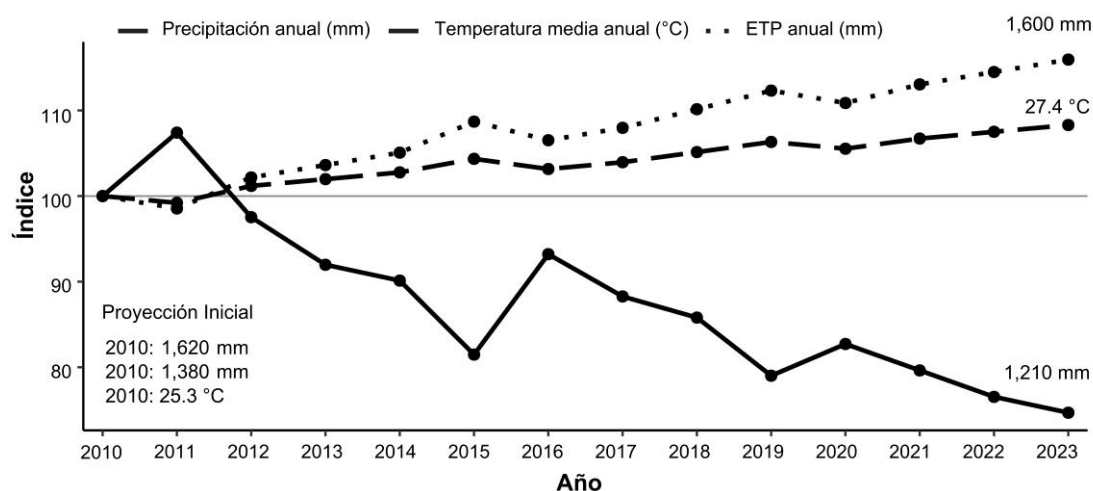 Precipitación anual (mm) Temperatura media anual (°C) ETP anual (mm)
1,600 mm
110
27.4 °C
100
Índice
90
Proyección Inicial
2010: 1,620 mm
2010: 1,380 mm
2010: 25.3 °C
80
1,210 mm
2010 2011 2012 2013 2014 2015 2016 2017 2018 2019 2020 2021 2022 2023
Año